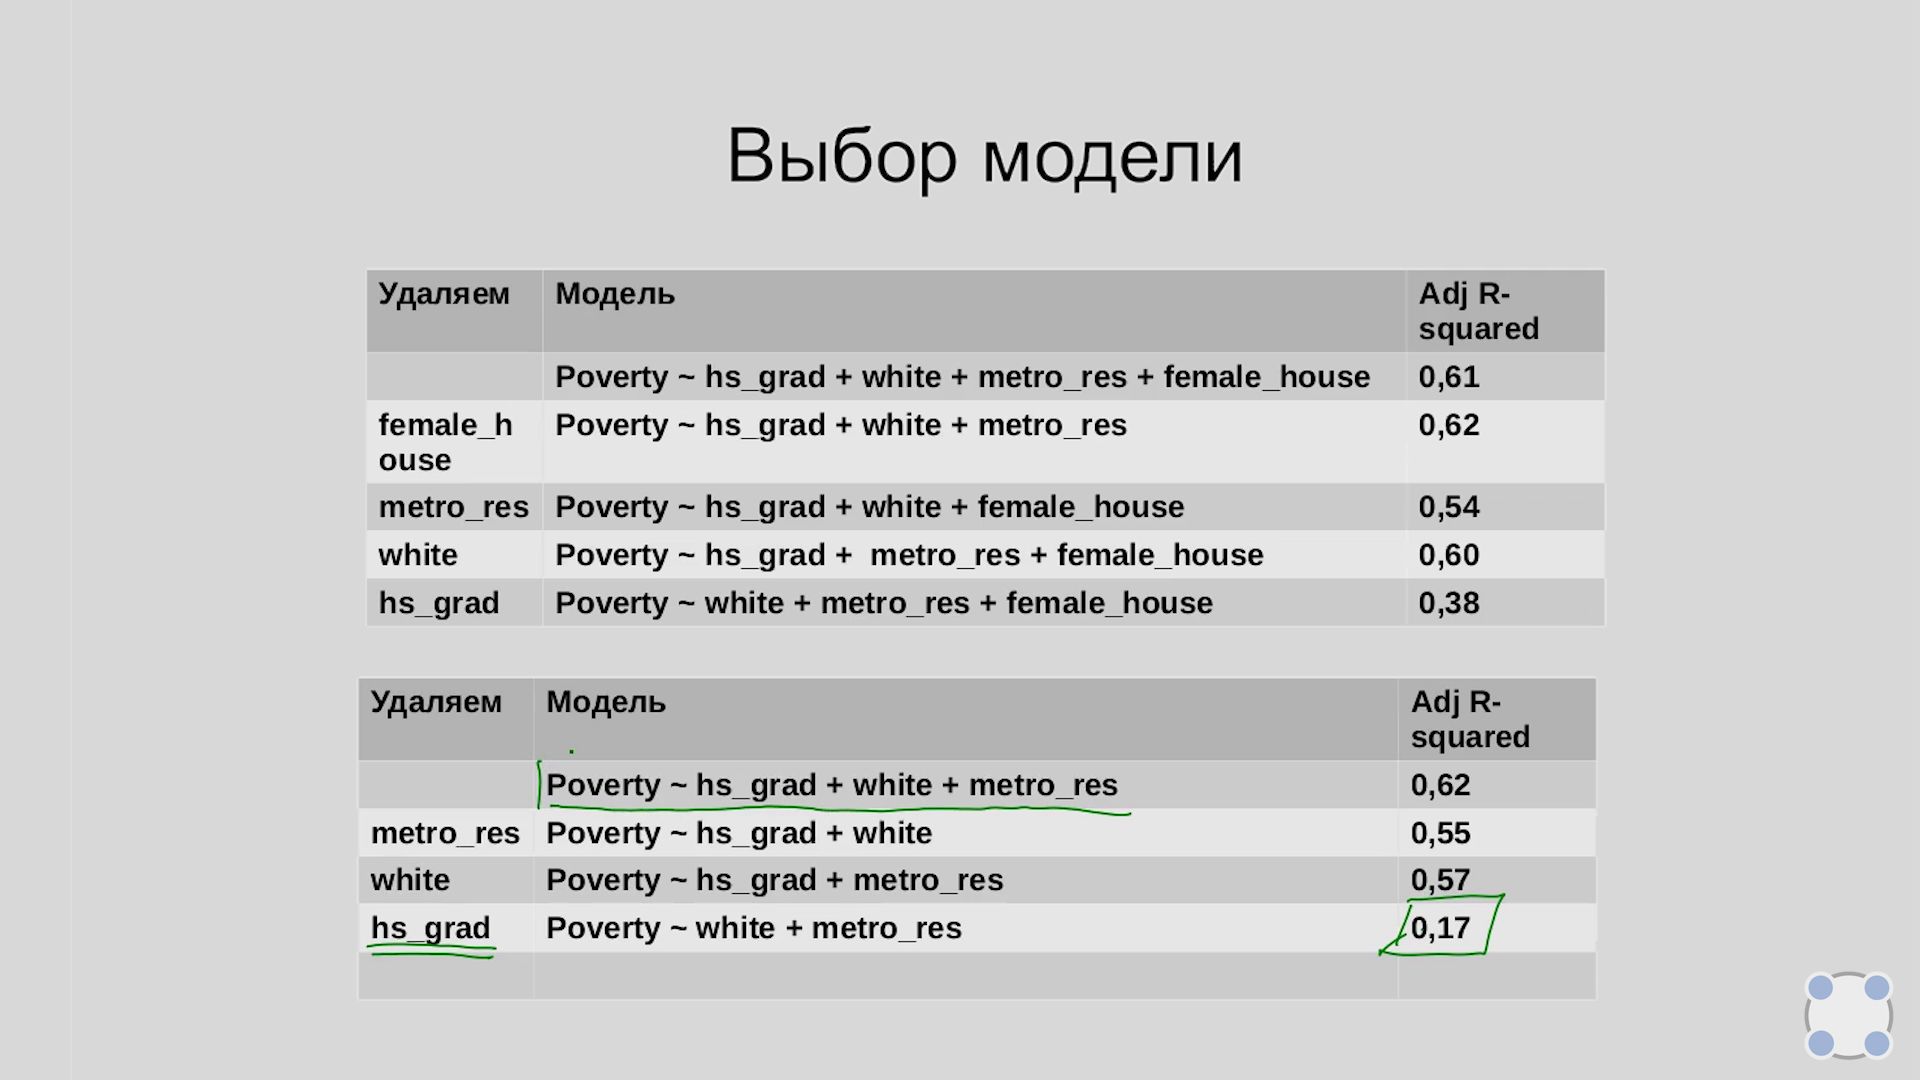 Выбор модели
Удаляем Модель Adj R-
squared
Poverty ~ hs_grad + white + metro_res + female_house 0,61
female_h Poverty ~ hs_grad + white + metro_res 0,62
ouse
metro_res Poverty ~ hs_grad + white + female_house 0,54
white Poverty ~ hs_grad +  metro_res + female_house 0,60
hs_grad Poverty ~ white + metro_res + female_house 0,38
Удаляем Модель Adj R-
squared
Poverty ~ hs_grad + white + metro_res 0,62
metro_res Poverty ~ hs_grad + white 0,55
white Poverty ~ hs_grad + metro_res 0,57
hs_grad Poverty ~ white + metro_res 0,17